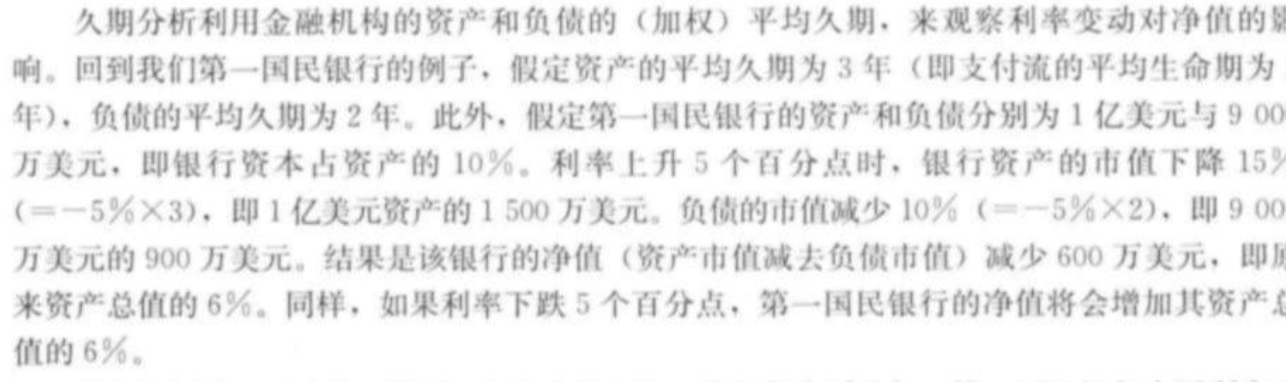 久期分析利用金融机构的资产和负债的（加权）平均久期，来观察利率变动对净值的影
响。回到我们第一国民银行的例子，假定资产的平均久期为 3 年（即支付流的平均生命期为
年），负债的平均久期为 2 年。此外，假定第一国民银行的资产和负债分别为 1 亿美元与 9 00
万美元，即银行资本占资产的 10%。利率上升 5 个百分点时，银行资产的市值下降 15%
（=－5%×3），即 1 亿美元资产的 1 500 万美元。负债的市值减少 10%（=－5%×2），即 9 00
万美元的 900 万美元。结果是该银行的净值（资产市值减去负债市值）减少 600 万美元，即原
来资产总值的 6%。同样，如果利率下跌 5 个百分点，第一国民银行的净值将会增加其资产总
值的 6%。